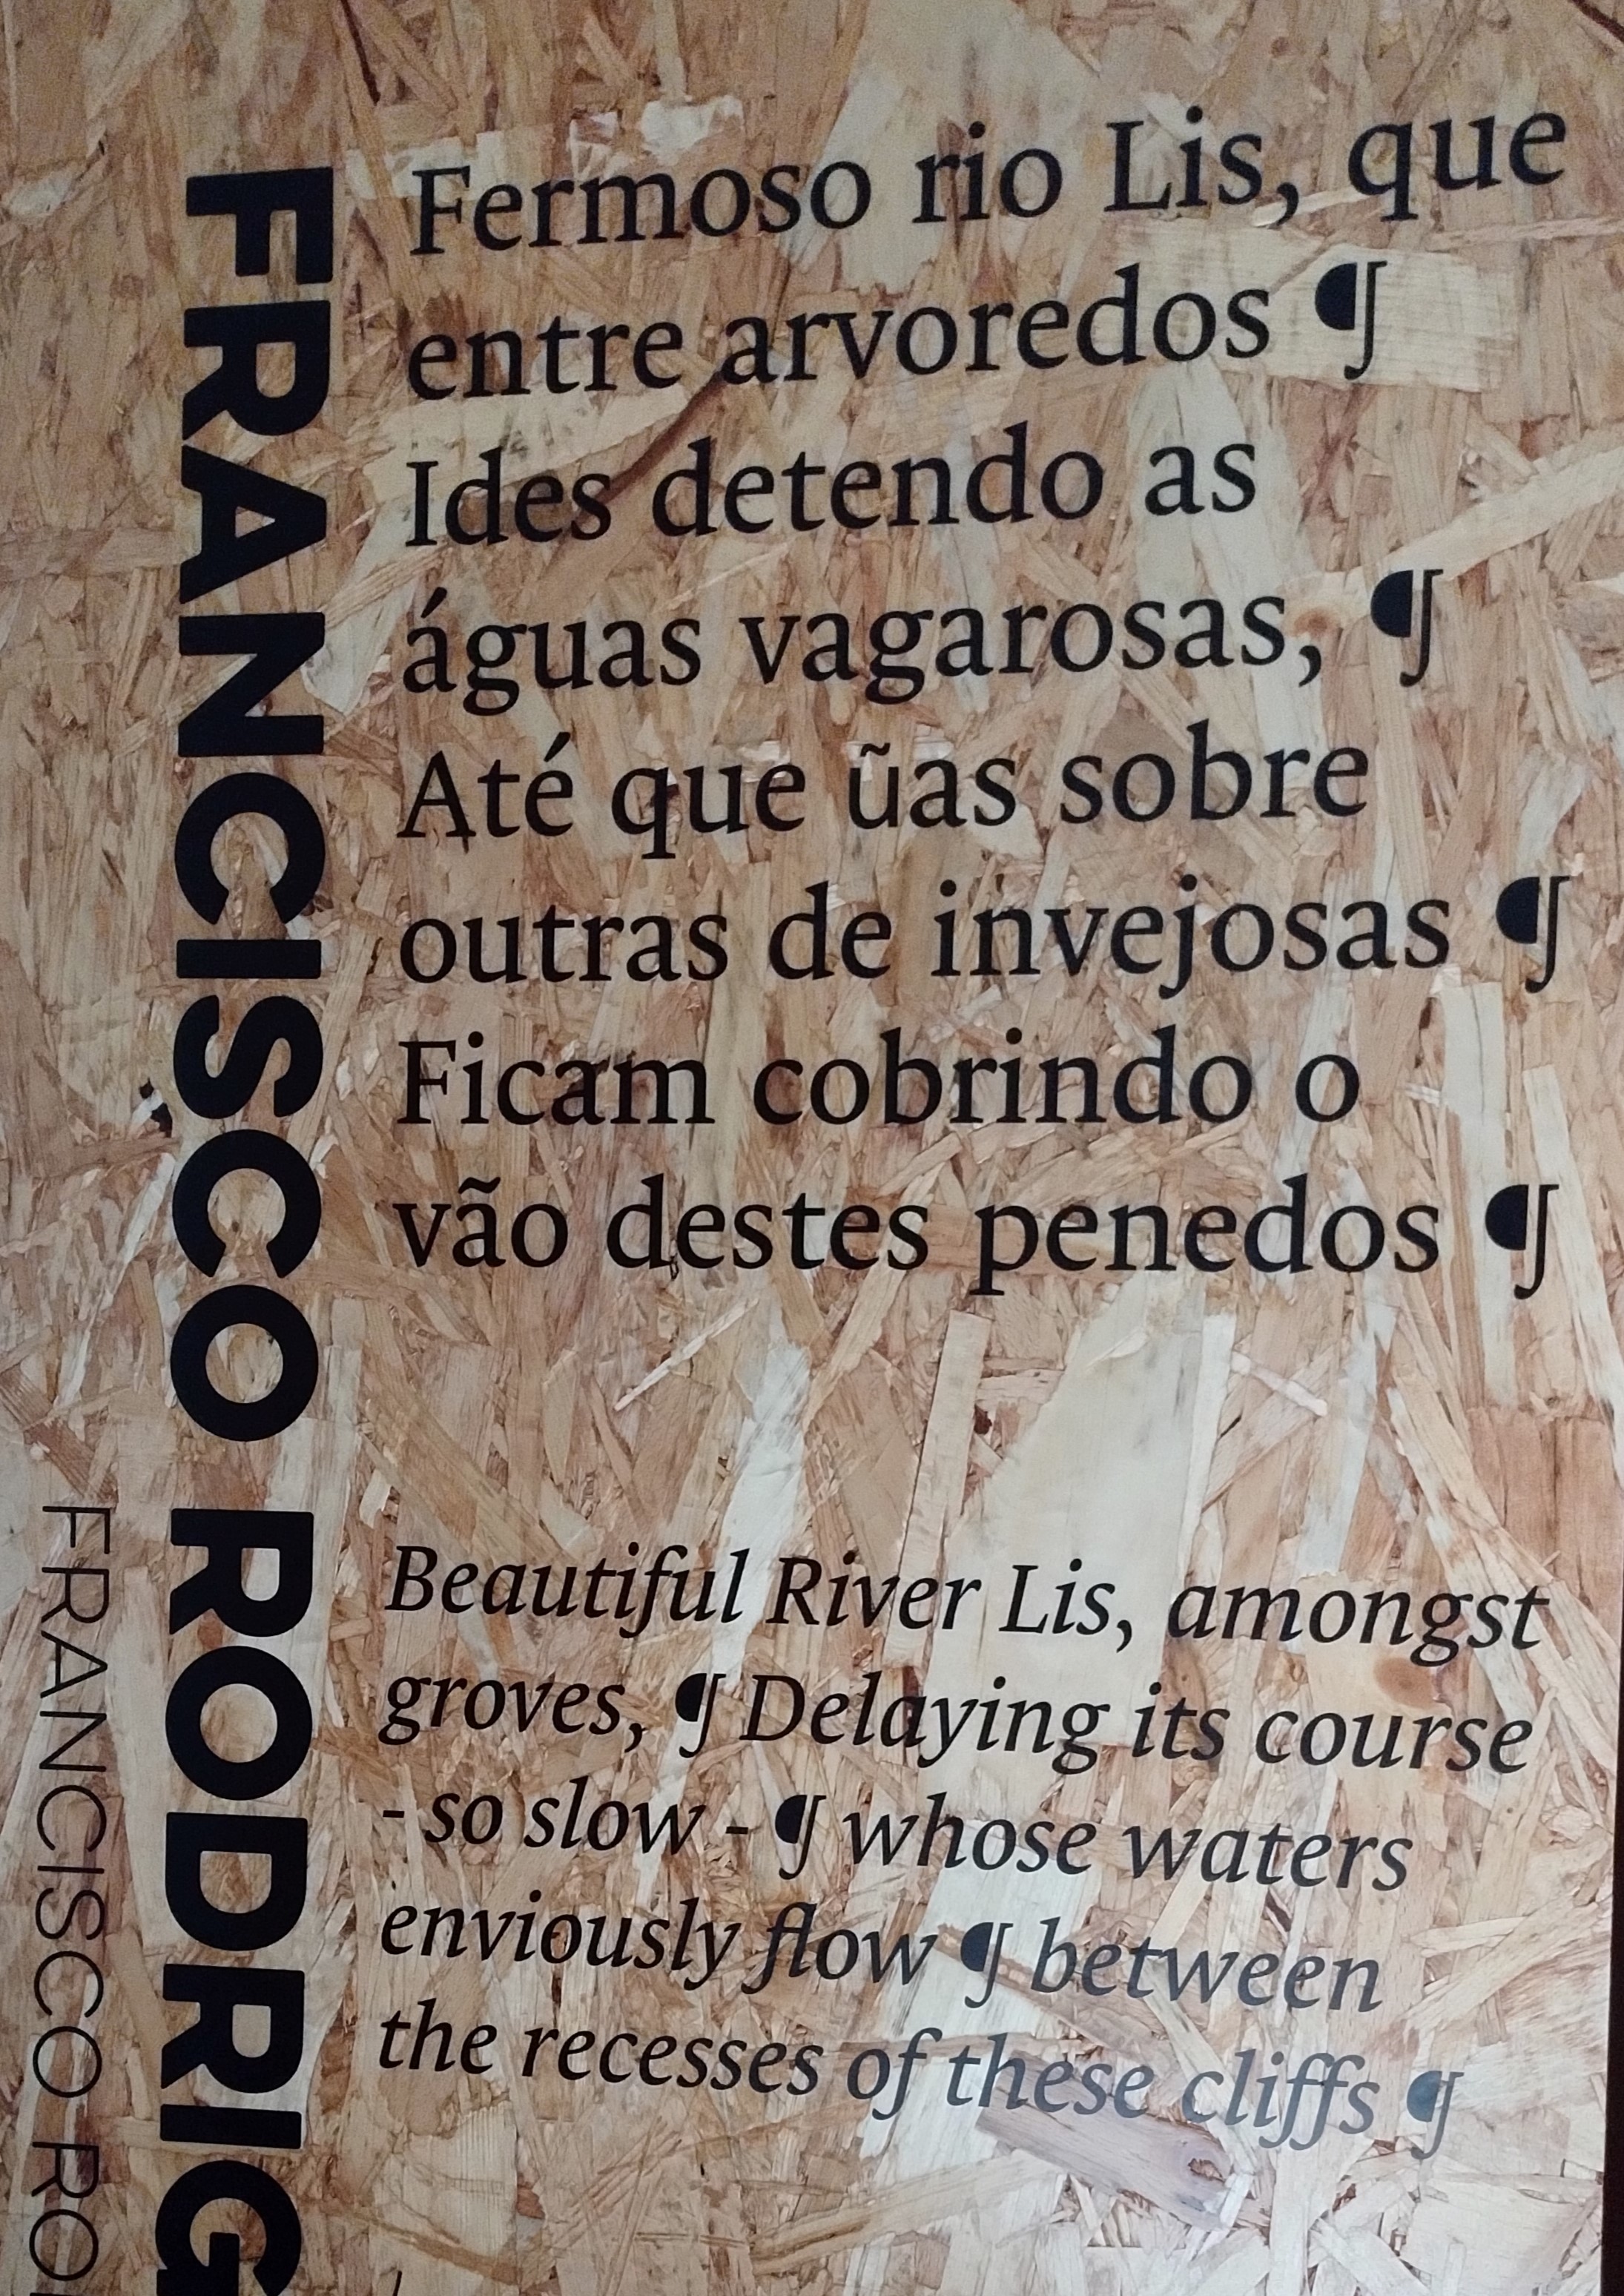 FRANCISCO RODRIG
FRANCISCO RO
Fermoso rio Lis, que
entre arvoredos ¶
Ides detendo as
águas vagarosas, ¶
Até que ũas sobre
outras de invejosas ¶
Ficam cobrindo o
vão destes penedos ¶
Beautiful River Lis, amongst
groves, ¶ Delaying its course
- so slow - ¶ whose waters
enviously flow ¶ between
the recesses of these cliffs ¶